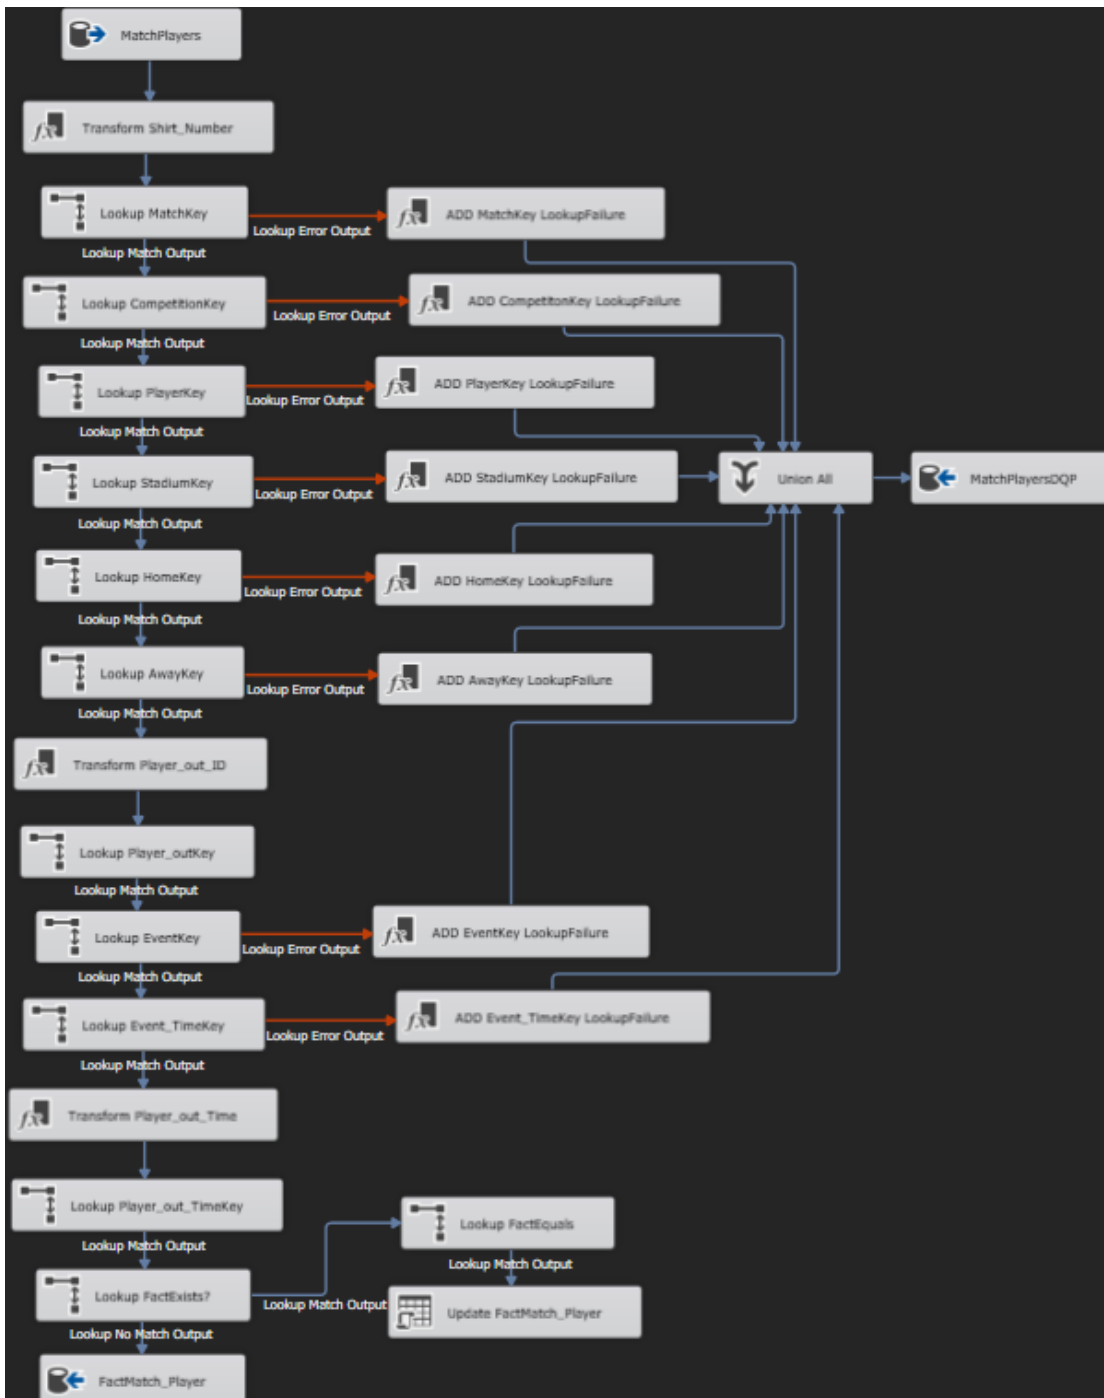 MatchPlayers
Transform Shirt_Number
Lookup MatchKey
Lookup Error Output
ADD MatchKey LookupFailure
Lookup Match Output
Lookup CompetitionKey
Lookup Error Output
ADD CompetitonKey LookupFailure
Lookup Match Output
Lookup PlayerKey
Lookup Error Output
ADD PlayerKey LookupFailure
Lookup Match Output
Lookup StadiumKey
Lookup Error Output
ADD StadiumKey LookupFailure
Union All
MatchPlayersDQP
Lookup Match Output
Lookup HomeKey
Lookup Error Output
ADD HomeKey LookupFailure
Lookup Match Output
Lookup AwayKey
Lookup Error Output
ADD AwayKey LookupFailure
Lookup Match Output
Transform Player_out_ID
Lookup Player_outKey
Lookup Match Output
Lookup EventKey
Lookup Error Output
ADD EventKey LookupFailure
Lookup Match Output
Lookup Event_TimeKey
Lookup Error Output
ADD Event_TimeKey LookupFailure
Lookup Match Output
Transform Player_out_Time
Lookup Player_out_TimeKey
Lookup Match Output
Lookup FactExists?
Lookup Match Output
Lookup FactEquals
Lookup Match Output
Update FactMatch_Player
Lookup No Match Output
FactMatch_Player